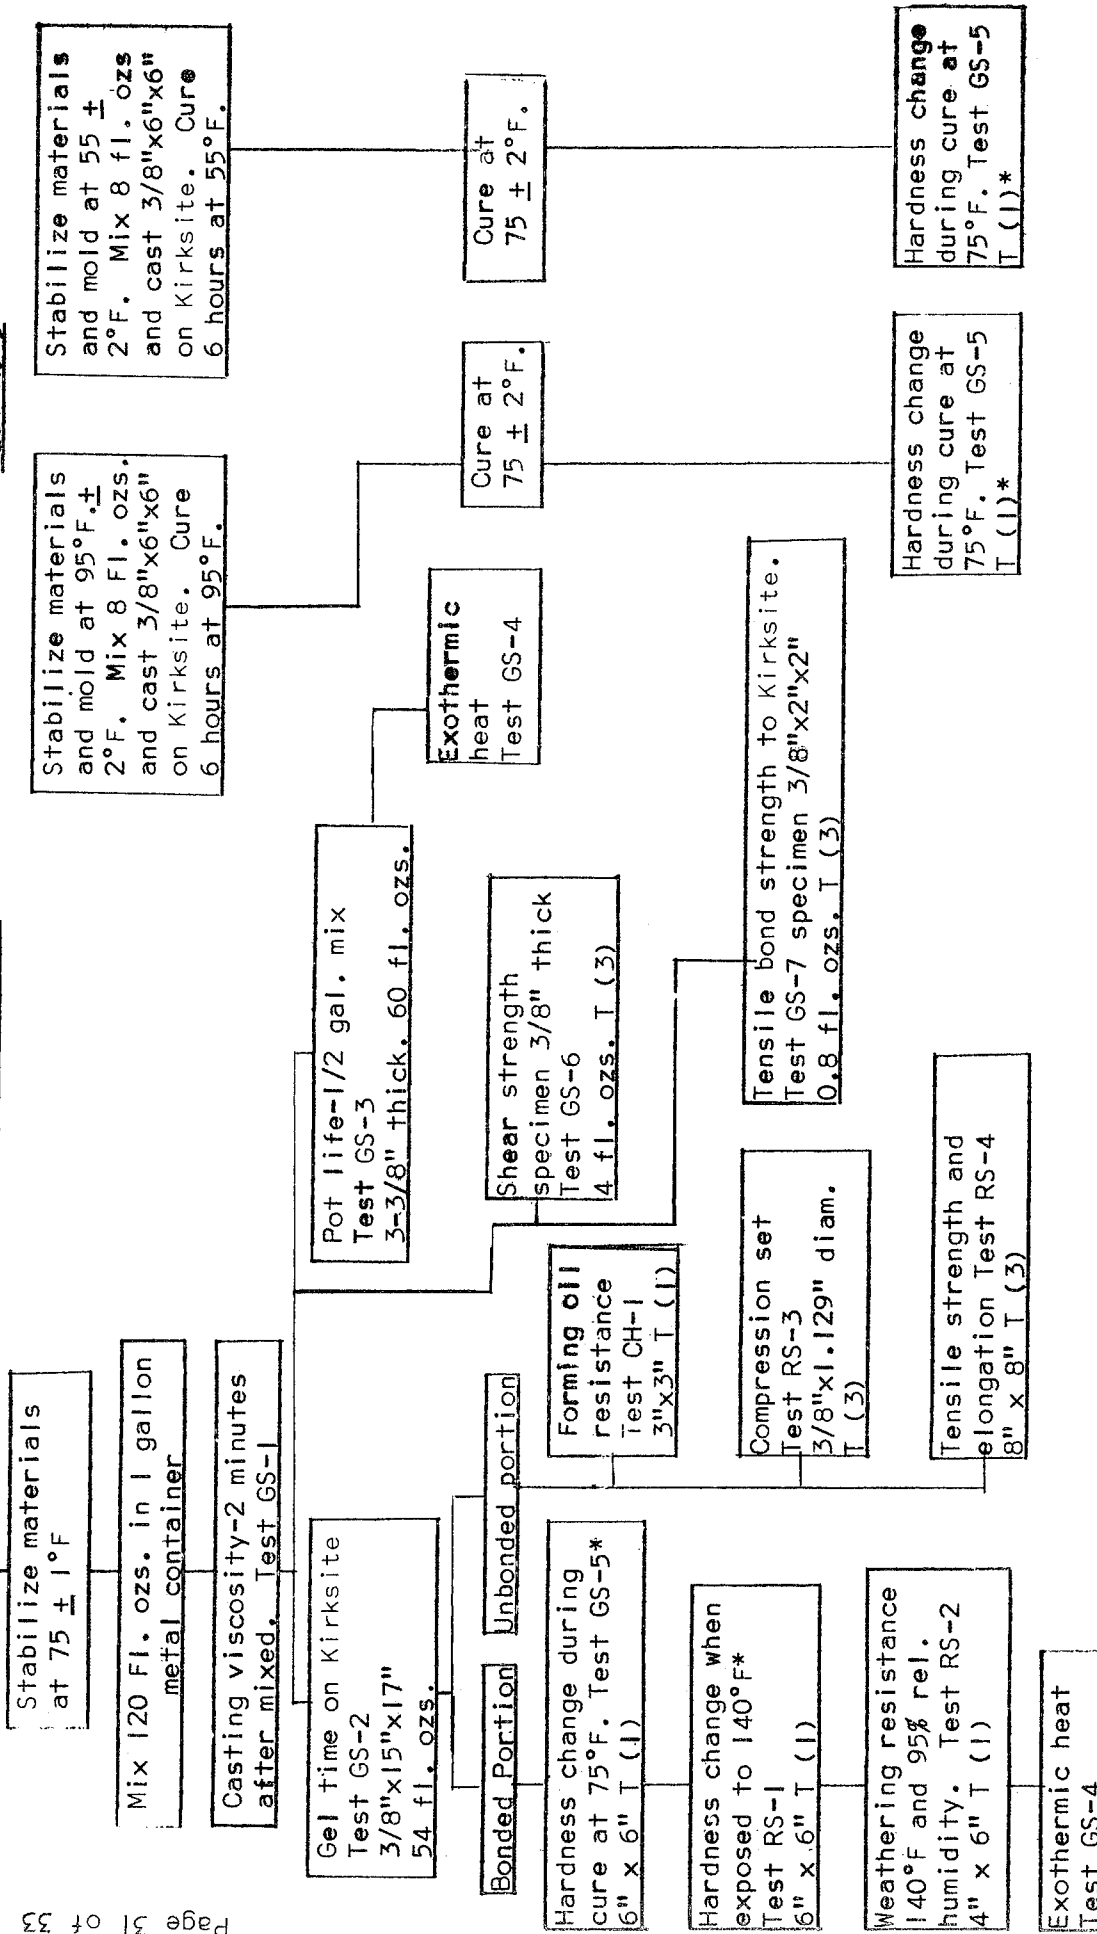 Page 31 of 33
Stabilize materials
at 75 ± 1°F
Mix 120 Fl. ozs. in 1 gallon
metal container
Casting viscosity-2 minutes
after mixed. Test GS-1
Gel time on Kirksite
Test GS-2
3/8"x15"x17"
54 fl. ozs.
Bonded Portion
Unbonded portion
Hardness change during
cure at 75°F. Test GS-5*
6" x 6" T (1)
Hardness change when
exposed to 140°F*
Test RS-1
6" x 6" T (1)
Weathering resistance
140°F and 95% rel.
humidity. Test RS-2
4" x 6" T (1)
Exothermic heat
Test GS-4
Forming oil
resistance
Test CH-1
3"x3" T (1)
Compression set
Test RS-3
3/8"x1.129" diam.
T (3)
Tensile strength and
elongation Test RS-4
8" x 8" T (3)
Pot life-1/2 gal. mix
Test GS-3
3-3/8" thick. 60 fl. ozs.
Exothermic
heat
Test GS-4
Shear strength
specimen 3/8" thick
Test GS-6
4 fl. ozs. T (3)
Tensile bond strength to Kirksite.
Test GS-7 specimen 3/8"x2"x2"
0.8 fl. ozs. T (3)
Stabilize materials
and mold at 95°F.±
2°F. Mix 8 Fl. ozs.
and cast 3/8"x6"x6"
on Kirksite. Cure
6 hours at 95°F.
Cure at
75 ± 2°F.
Hardness change
during cure at
75°F. Test GS-5
T (1)*
Stabilize materials
and mold at 55 ±
2°F. Mix 8 fl. ozs
and cast 3/8"x6"x6"
on Kirksite. Cure
6 hours at 55°F.
Cure at
75 ± 2°F.
Hardness change
during cure at
75°F. Test GS-5
T (1)*